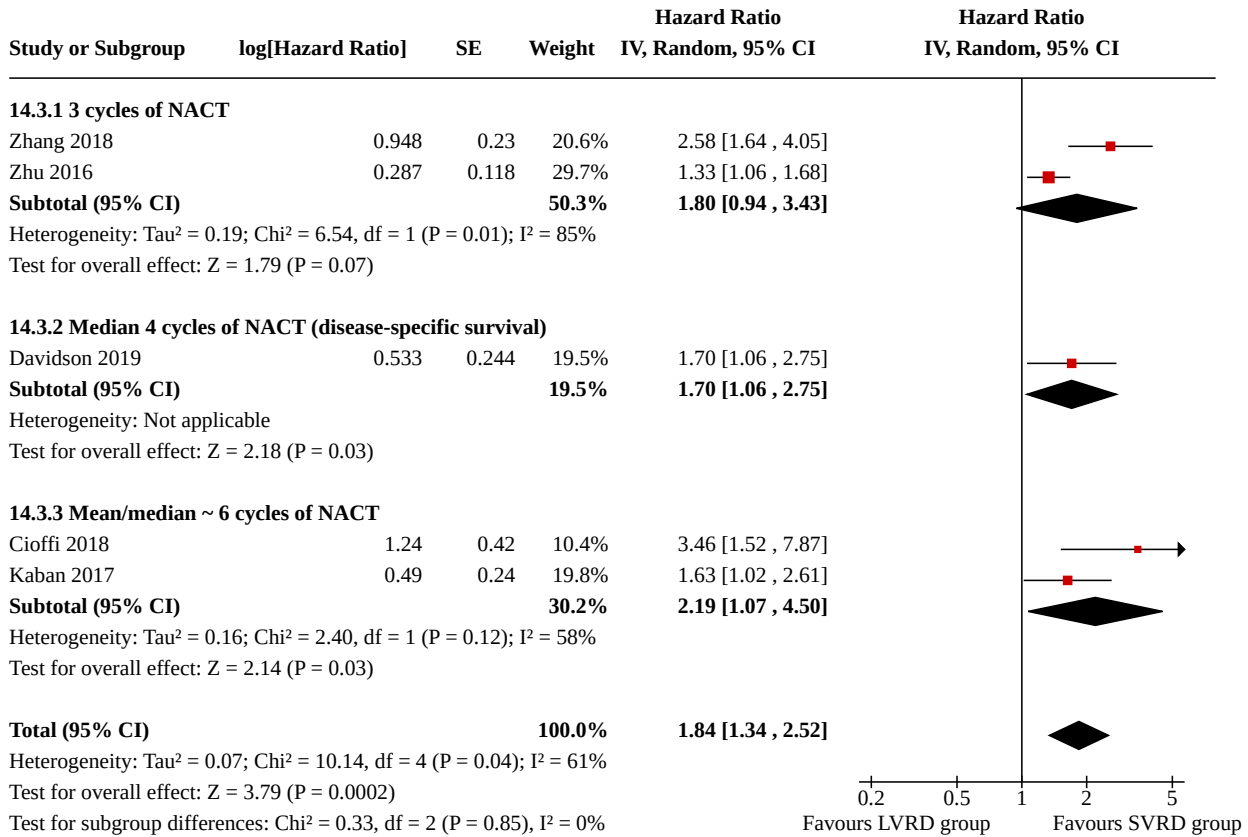 Hazard Ratio Hazard Ratio
Study or Subgroup log[Hazard Ratio] SE Weight IV, Random, 95% CI IV, Random, 95% CI
14.3.1 3 cycles of NACT
Zhang 2018 0.948 0.23 20.6% 2.58 [1.64 , 4.05]
Zhu 2016 0.287 0.118 29.7% 1.33 [1.06 , 1.68]
Subtotal (95% CI) 50.3% 1.80 [0.94 , 3.43]
Heterogeneity: Tau² = 0.19; Chi² = 6.54, df = 1 (P = 0.01); I² = 85%
Test for overall effect: Z = 1.79 (P = 0.07)
14.3.2 Median 4 cycles of NACT (disease-specific survival)
Davidson 2019 0.533 0.244 19.5% 1.70 [1.06 , 2.75]
Subtotal (95% CI) 19.5% 1.70 [1.06 , 2.75]
Heterogeneity: Not applicable
Test for overall effect: Z = 2.18 (P = 0.03)
14.3.3 Mean/median ~ 6 cycles of NACT
Cioffi 2018 1.24 0.42 10.4% 3.46 [1.52 , 7.87]
Kaban 2017 0.49 0.24 19.8% 1.63 [1.02 , 2.61]
Subtotal (95% CI) 30.2% 2.19 [1.07 , 4.50]
Heterogeneity: Tau² = 0.16; Chi² = 2.40, df = 1 (P = 0.12); I² = 58%
Test for overall effect: Z = 2.14 (P = 0.03)
Total (95% CI) 100.0% 1.84 [1.34 , 2.52]
Heterogeneity: Tau² = 0.07; Chi² = 10.14, df = 4 (P = 0.04); I² = 61%
Test for overall effect: Z = 3.79 (P = 0.0002) 0.2 0.5 1 2 5
Test for subgroup differences: Chi² = 0.33, df = 2 (P = 0.85), I² = 0% Favours LVRD group Favours SVRD group